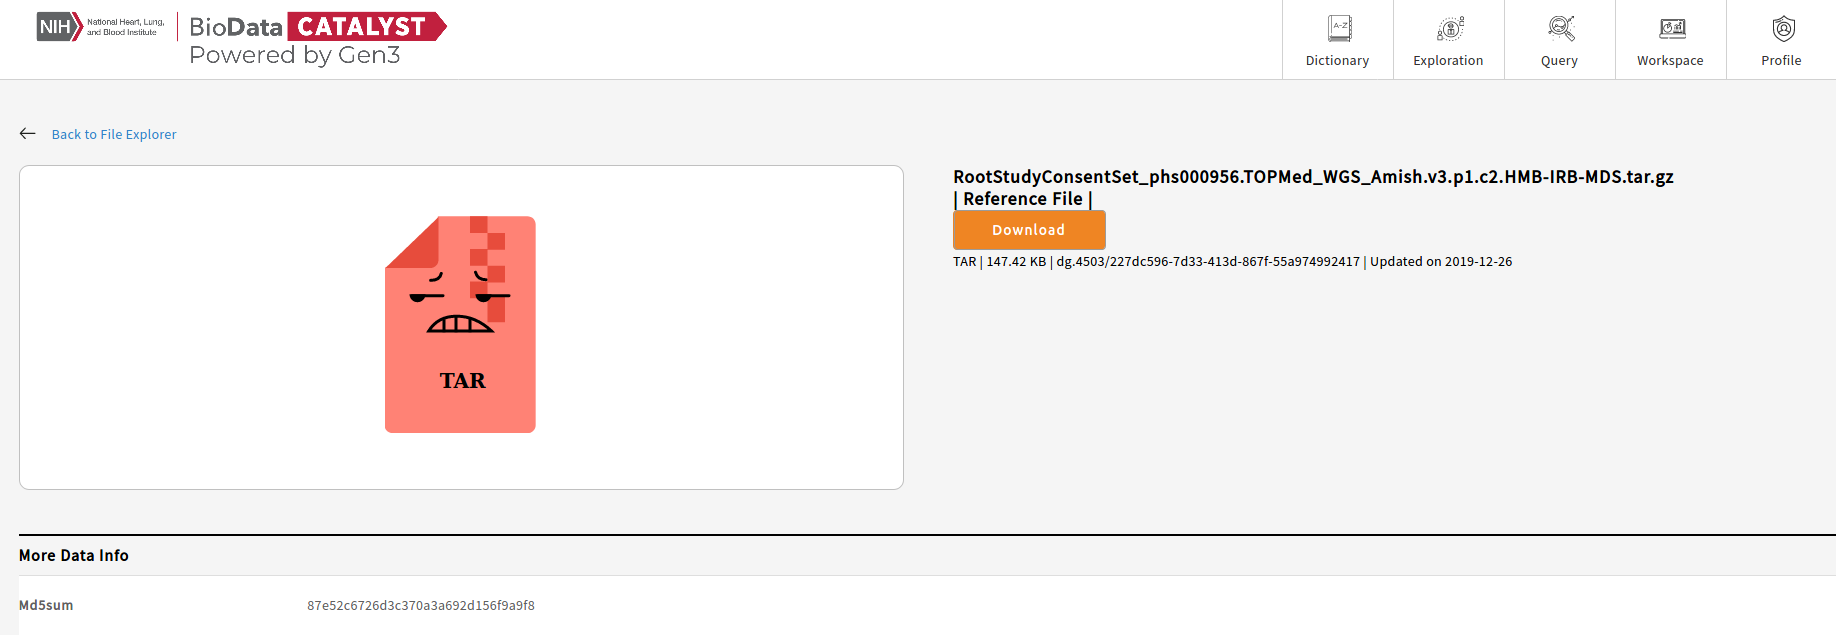 NIH National Heart, Lung,
and Blood Institute
BioData CATALYST
Powered by Gen3
Dictionary
Exploration
Query
Workspace
Profile
Back to File Explorer
TAR
RootStudyConsentSet_phs000956.TOPMed_WGS_Amish.v3.p1.c2.HMB-IRB-MDS.tar.gz
| Reference File |
Download
TAR | 147.42 KB | dg.4503/227dc596-7d33-413d-867f-55a974992417 | Updated on 2019-12-26
More Data Info
Md5sum 87e52c6726d3c370a3a692d156f9a9f8